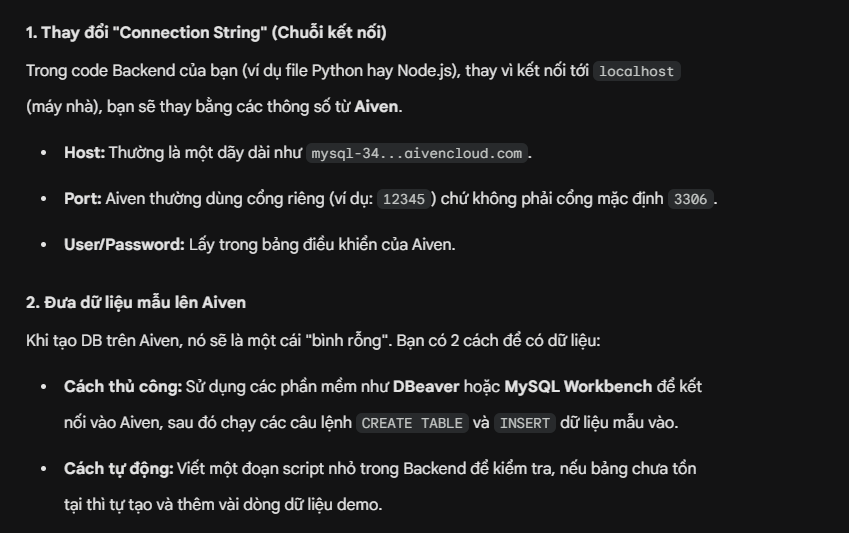 1. Thay đổi "Connection String" (Chuỗi kết nối)
Trong code Backend của bạn (ví dụ file Python hay Node.js), thay vì kết nối tới localhost
(máy nhà), bạn sẽ thay bằng các thông số từ Aiven.
• Host: Thường là một dãy dài như mysql-34...aivencloud.com.
• Port: Aiven thường dùng cổng riêng (ví dụ: 12345) chứ không phải cổng mặc định 3306.
• User/Password: Lấy trong bảng điều khiển của Aiven.
2. Đưa dữ liệu mẫu lên Aiven
Khi tạo DB trên Aiven, nó sẽ là một cái "bình rỗng". Bạn có 2 cách để có dữ liệu:
• Cách thủ công: Sử dụng các phần mềm như DBeaver hoặc MySQL Workbench để kết
nối vào Aiven, sau đó chạy các câu lệnh CREATE TABLE và INSERT dữ liệu mẫu vào.
• Cách tự động: Viết một đoạn script nhỏ trong Backend để kiểm tra, nếu bảng chưa tồn
tại thì tự tạo và thêm vài dòng dữ liệu demo.